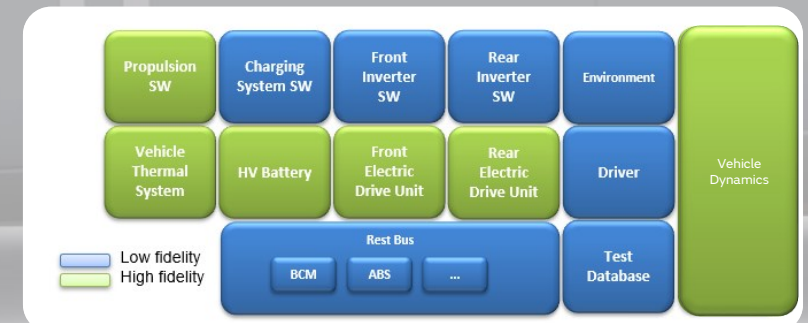 Propulsion
SW
Charging
System SW
Front
Inverter
SW
Rear
Inverter
SW
Environment
Vehicle
Thermal
System
HV Battery
Front
Electric
Drive Unit
Rear
Electric
Drive Unit
Driver
Vehicle
Dynamics
Rest Bus
BCM
ABS
...
Test
Database
Low fidelity
High fidelity